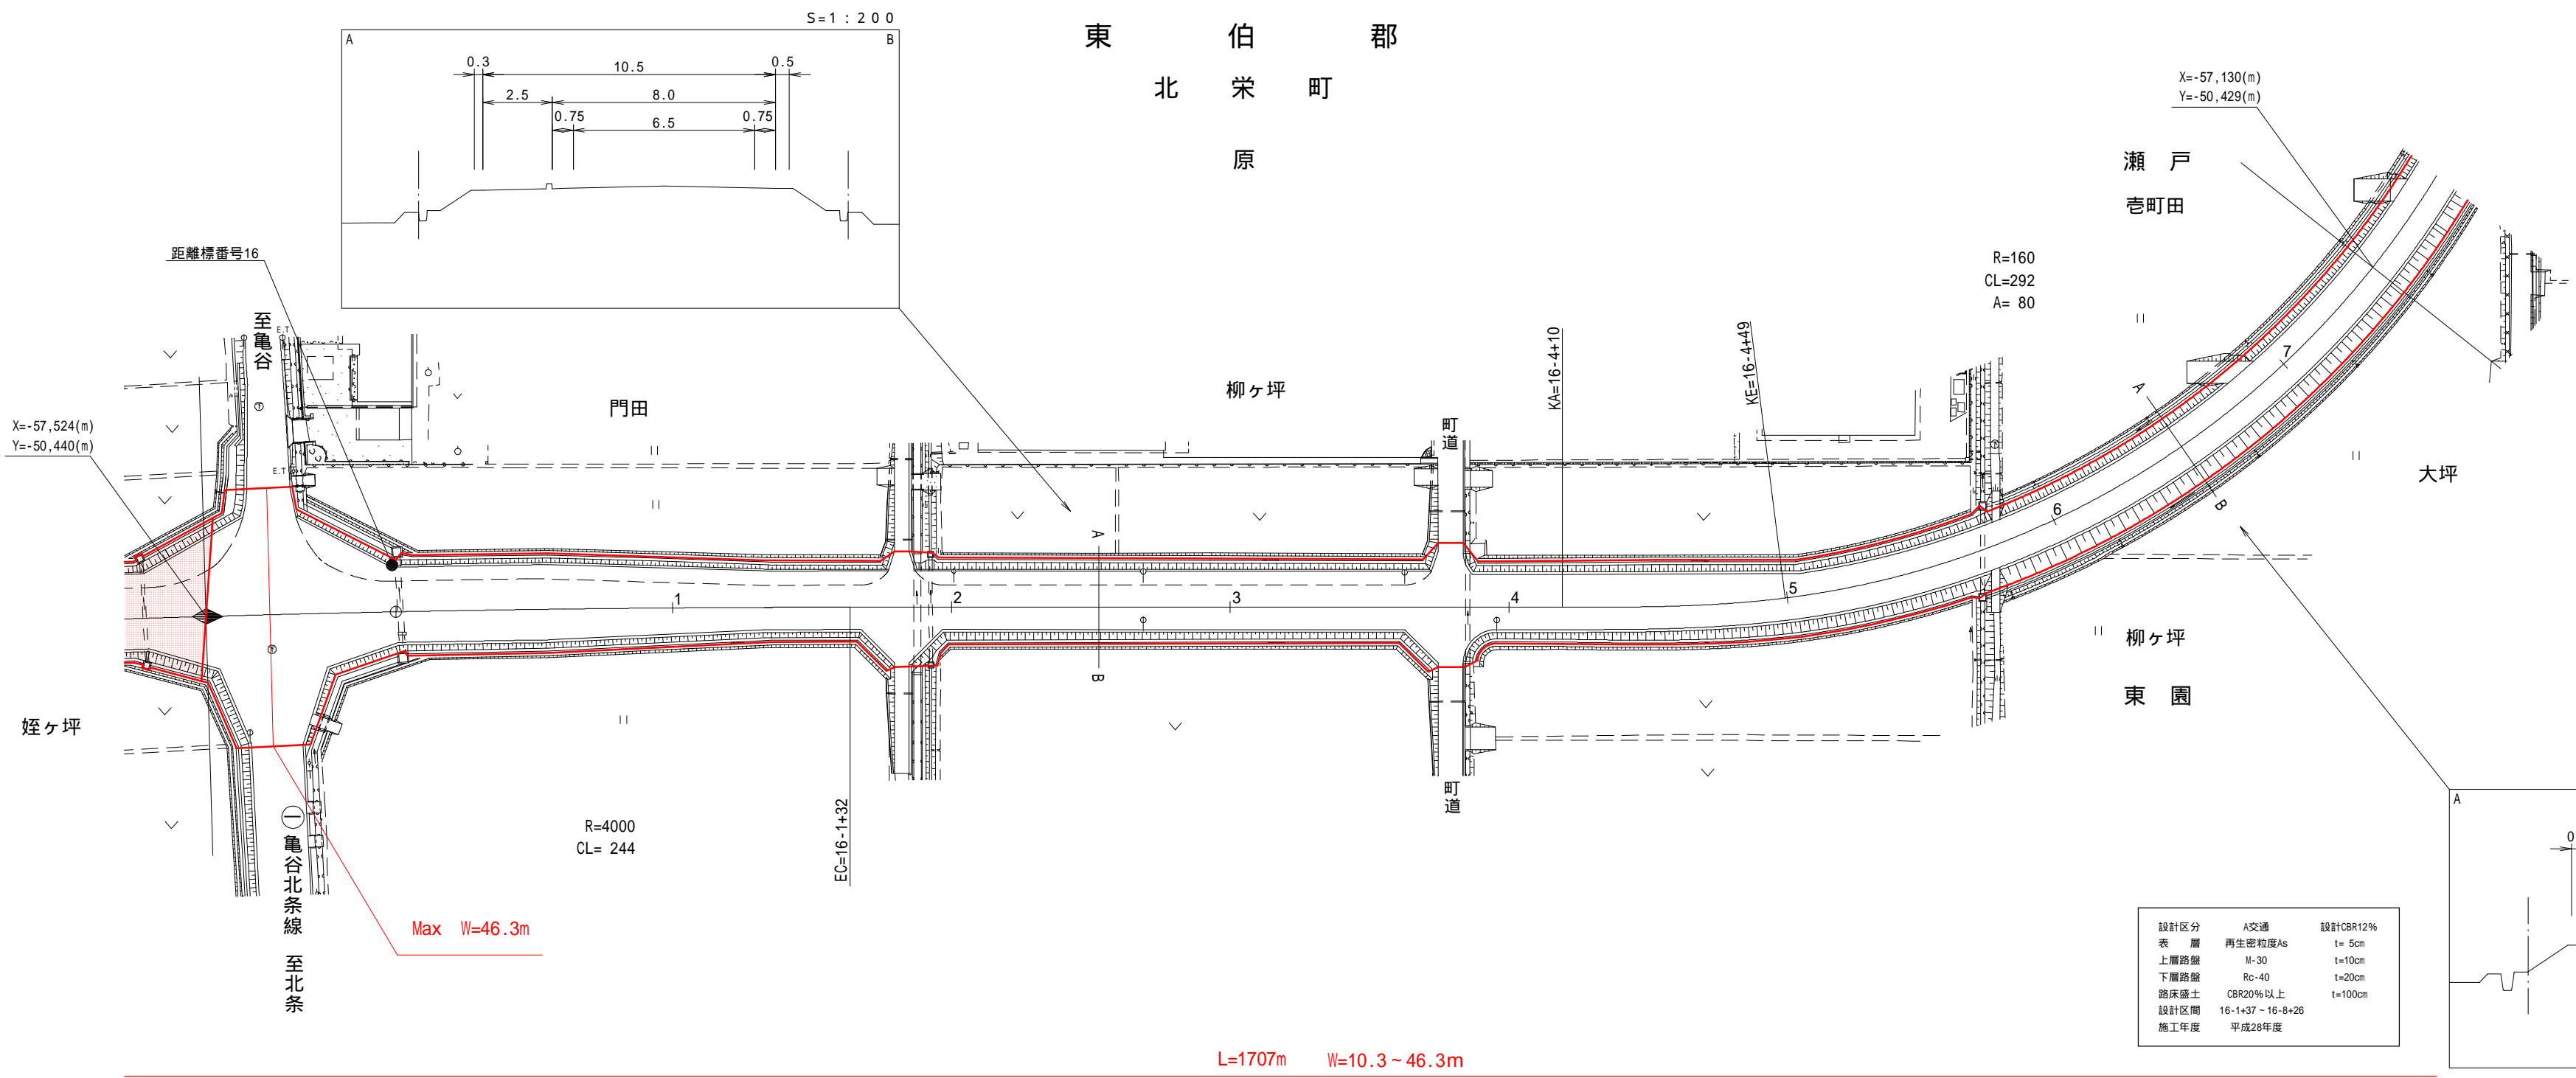 S=1:200
A
B
0.3
10.5
0.5
2.5
8.0
0.75
6.5
0.75
東伯郡
北栄町
原
X=-57,130(m)
Y=-50,429(m)
瀬戸
壱町田
R=160
CL=292
A= 80
距離標番号16
至亀谷
E.T
E.T
X=-57,524(m)
Y=-50,440(m)
門田
柳ヶ坪
町道
KA=16-4+10
KE=16-4+49
7
A
B
大坪
6
A
1
2
3
4
5
B
柳ヶ坪
東園
姪ヶ坪
町道
EC=16-1+32
R=4000
CL= 244
一
亀谷北条線 至北条
Max W=46.3m
A
0
設計区分 A交通 設計CBR12%
表層 再生密粒度As t= 5cm
上層路盤 M-30 t=10cm
下層路盤 Rc-40 t=20cm
路床盛土 CBR20%以上 t=100cm
設計区間 16-1+37~16-8+26
施工年度 平成28年度
L=1707m W=10.3~46.3m